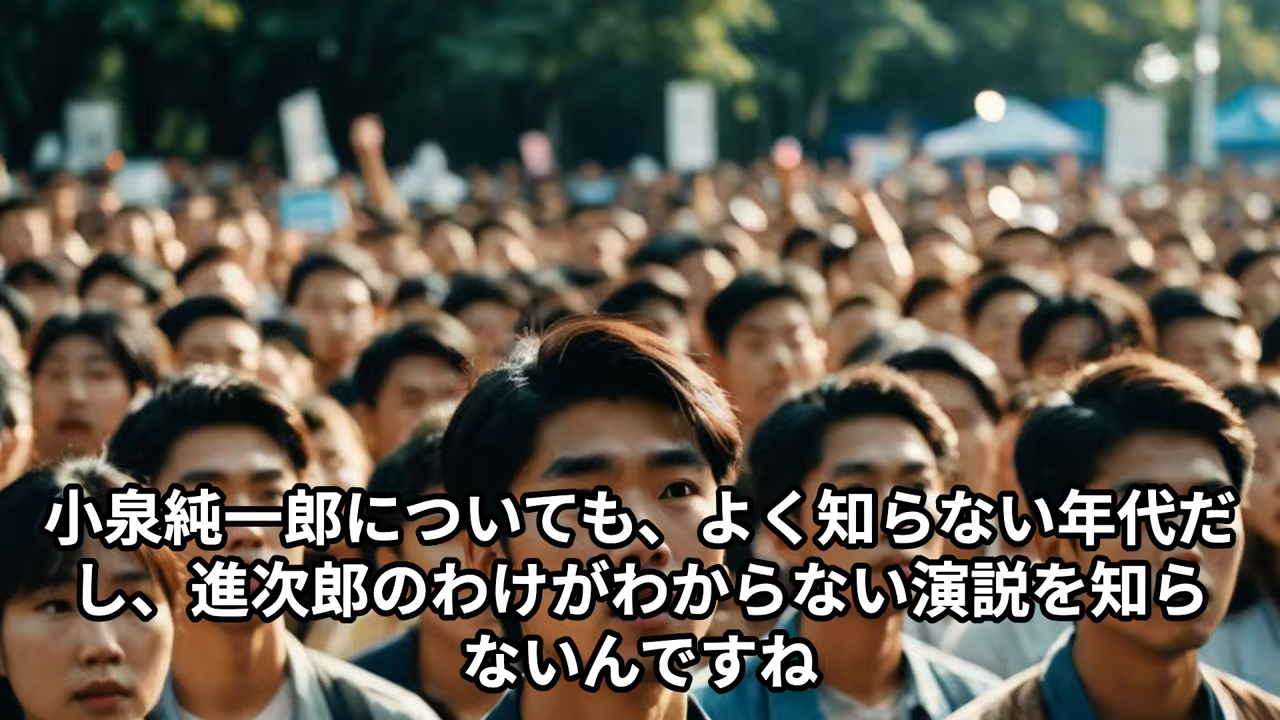 小泉純一郎についても、よく知らない年代だ
し、進次郎のわけがわからない演説を知ら
ないんですね